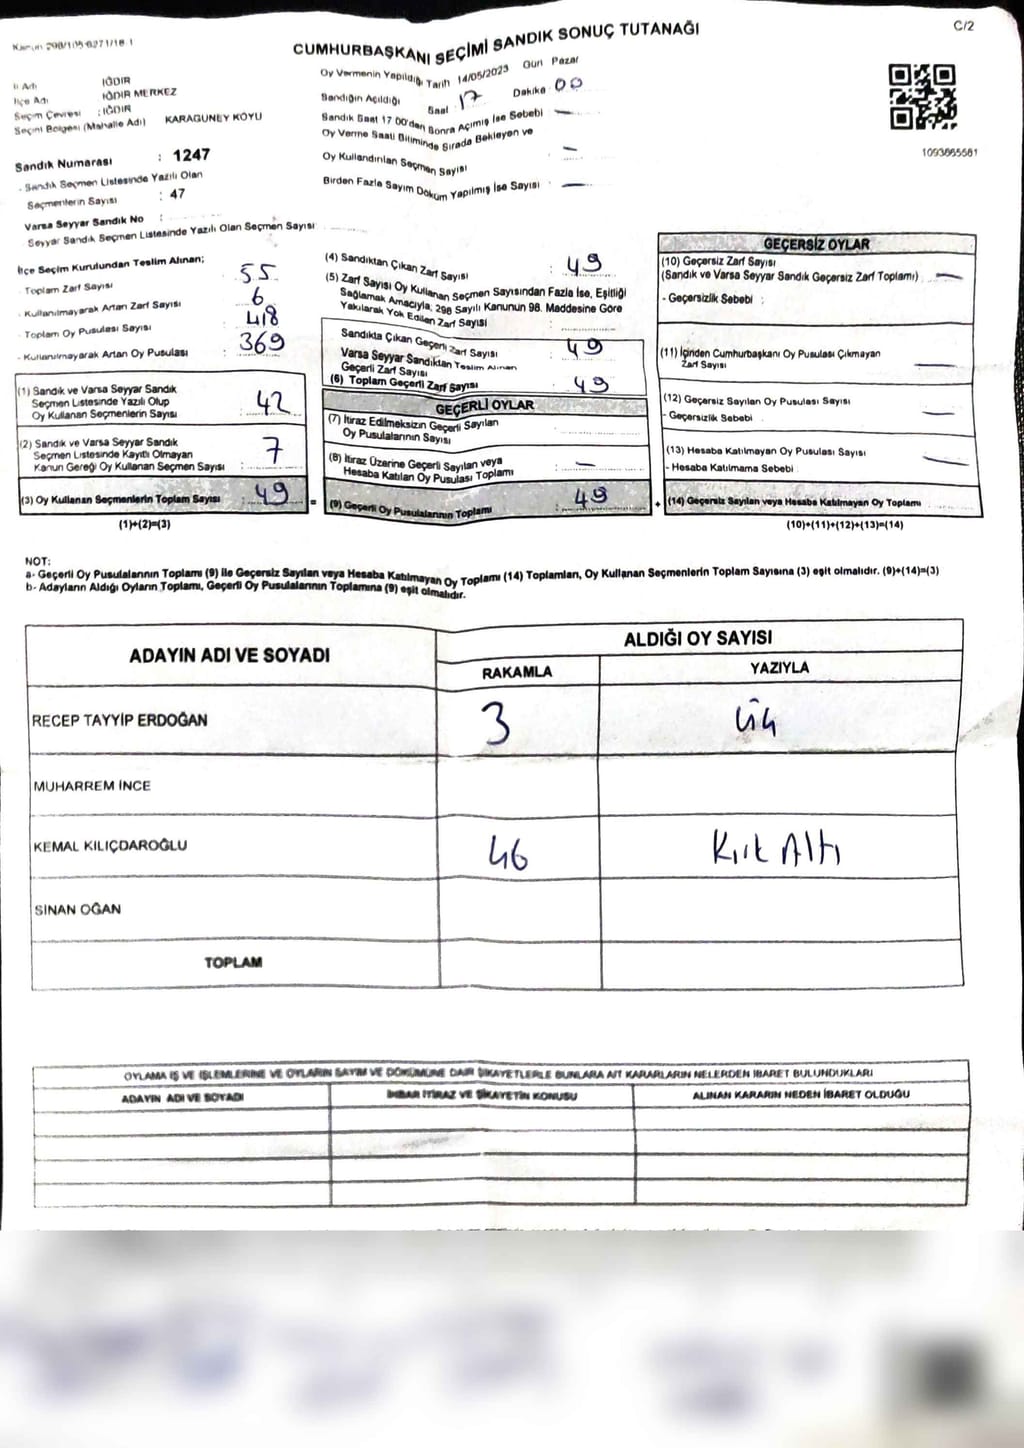 Kanun 298/105-6271/18.1
C/2
CUMHURBAŞKANI SEÇİMİ SANDIK SONUÇ TUTANAĞI
İl Adı IĞDIR
İlçe Adı IĞDIR MERKEZ
Seçim Çevresi : IĞDIR
Seçim Bölgesi (Mahalle Adı) KARAGUNEY KOYU
Sandık Numarası : 1247
- Sandık Seçmen Listesinde Yazılı Olan
Seçmenlerin Sayısı : 47
Varsa Seyyar Sandık No :
Seyyar Sandık Seçmen Listesinde Yazılı Olan Seçmen Sayısı
Oy Vermenin Yapıldığı Tarih 14/05/2023 Gün Pazar
Sandığın Açıldığı Saat 17 Dakika 00
Sandık Saat 17 00'den Sonra Açımış İse Sebebi —
Oy Verme Saati Bitiminde Sırada Bekleyen ve
Oy Kullandırılan Seçmen Sayısı : —
Birden Fazla Sayım Döküm Yapılmış İse Sayısı : —
1093865581
İlçe Seçim Kurulundan Teslim Alınan;
- Toplam Zarf Sayısı : 55
- Kullanılmayarak Artan Zarf Sayısı : 6
- Toplam Oy Pusulası Sayısı : 418
- Kullanılmayarak Artan Oy Pusulası : 369
(1) Sandık ve Varsa Seyyar Sandık
Seçmen Listesinde Yazılı Olup
Oy Kullanan Seçmenlerin Sayısı : 42
(2) Sandık ve Varsa Seyyar Sandık
Seçmen Listesinde Kayıtlı Olmayan
Kanun Gereği Oy Kullanan Seçmen Sayısı : 7
(3) Oy Kullanan Seçmenlerin Toplam Sayısı : 49 =
(1)+(2)=(3)
(4) Sandıktan Çıkan Zarf Sayısı : 49
(5) Zarf Sayısı Oy Kullanan Seçmen Sayısından Fazla İse, Eşitliği
Sağlamak Amacıyla, 298 Sayılı Kanunun 98. Maddesine Göre
Yakılarak Yok Edilen Zarf Sayısı :
Sandıkta Çıkan Geçerli Zarf Sayısı : 49
Varsa Seyyar Sandıktan Teslim Alınan
Geçerli Zarf Sayısı
(6) Toplam Geçerli Zarf Sayısı : 49
GEÇERLİ OYLAR
(7) İtiraz Edilmeksizin Geçerli Sayılan
Oy Pusulalarının Sayısı
(8) İtiraz Üzerine Geçerli Sayılan veya
Hesaba Katılan Oy Pusulası Toplamı : —
(9) Geçerli Oy Pusulalarının Toplamı : 49 +
GEÇERSİZ OYLAR
(10) Geçersiz Zarf Sayısı
(Sandık ve Varsa Seyyar Sandık Geçersiz Zarf Toplamı) : —
- Geçersizlik Sebebi :
(11) İçinden Cumhurbaşkanı Oy Pusulası Çıkmayan
Zarf Sayısı —
(12) Geçersiz Sayılan Oy Pusulası Sayısı
- Geçersizlik Sebebi : —
(13) Hesaba Katılmayan Oy Pusulası Sayısı
- Hesaba Katılmama Sebebi : —
(14) Geçersiz Sayılan veya Hesaba Katılmayan Oy Toplamı
(10)+(11)+(12)+(13)=(14)
NOT:
a- Geçerli Oy Pusulalarının Toplamı (9) ile Geçersiz Sayılan veya Hesaba Katılmayan Oy Toplamı (14) Toplamları, Oy Kullanan Seçmenlerin Toplam Sayısına (3) eşit olmalıdır. (9)+(14)=(3)
b- Adayların Aldığı Oyların Toplamı, Geçerli Oy Pusulalarının Toplamına (9) eşit olmalıdır.
ADAYIN ADI VE SOYADI ALDIĞI OY SAYISI
RAKAMLA YAZIYLA
RECEP TAYYİP ERDOĞAN 3 üç
MUHARREM İNCE
KEMAL KILIÇDAROĞLU 46 Kırk Altı
SİNAN OĞAN
TOPLAM
OYLAMA İŞ VE İŞLEMLERİNE VE OYLARIN SAYIM VE DÖKÜMÜNE DAİR ŞİKAYETLERLE BUNLARA AİT KARARLARIN NELERDEN İBARET BULUNDUKLARI
ADAYIN ADI VE SOYADI İHBAR İTİRAZ VE ŞİKAYETİN KONUSU ALINAN KARARIN NEDEN İBARET OLDUĞU